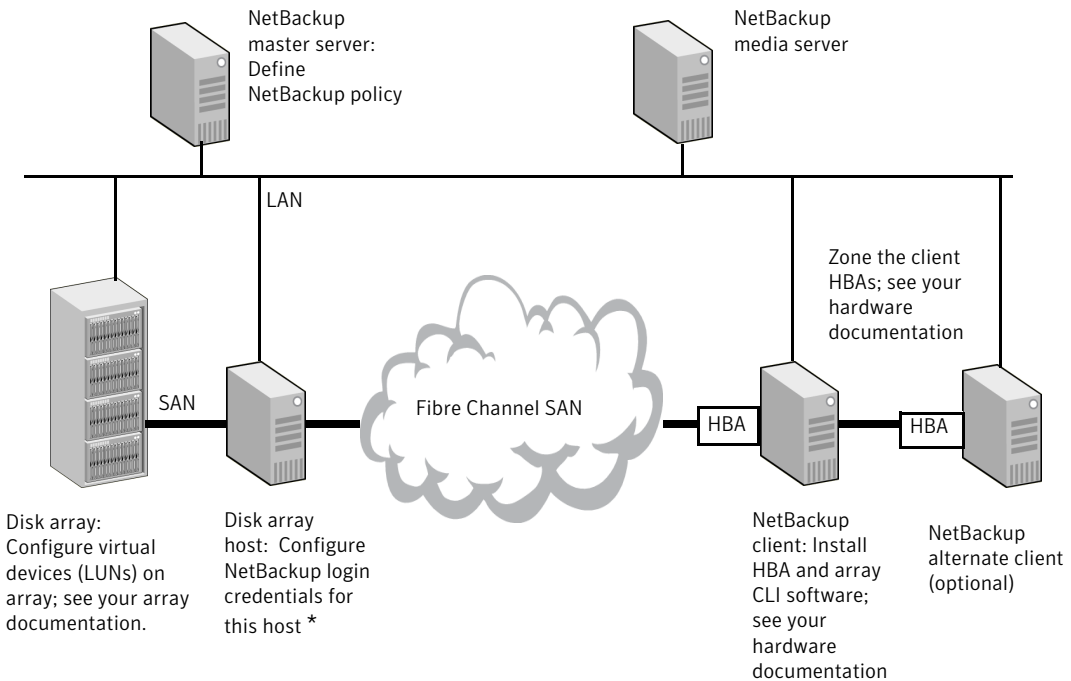 NetBackup
master server:
Define
NetBackup policy
NetBackup
media server
LAN
Zone the client
HBAs; see your
hardware
documentation
SAN
Fibre Channel SAN
HBA
HBA
Disk array:
Configure virtual
devices (LUNs) on
array; see your array
documentation.
Disk array
host: Configure
NetBackup login
credentials for
this host *
NetBackup
client: Install
HBA and array
CLI software;
see your
hardware
documentation
NetBackup
alternate client
(optional)